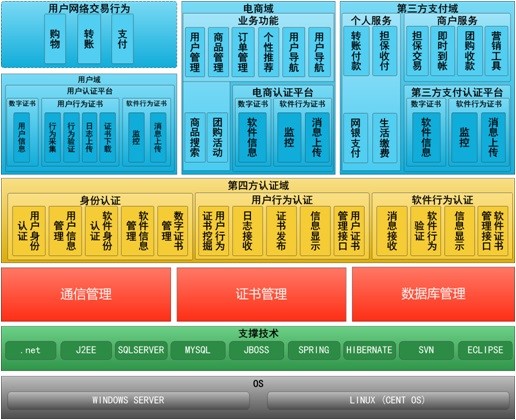 用户网络交易行为
购物
转账
支付
用户域
用户认证平台
数字证书
用户信息
用户行为证书
行为采集
行为验证
日志上传
证书下载
软件行为证书
监控
消息上传
电商域
业务功能
用户管理
商品管理
订单管理
个性推荐
用户导航
用户导航
商品搜索
团购活动
电商认证平台
数字证书
软件信息
软件行为证书
监控
消息上传
第三方支付域
个人服务
转账付款
担保收付
网银支付
生活缴费
商户服务
担保交易
即时到帐
团购收款
营销工具
第三方支付认证平台
数字证书
软件信息
软件行为证书
监控
消息上传
第四方认证域
身份认证
用户身份认证
用户信息管理
软件身份认证
软件信息管理
数字证书管理
用户行为认证
用户行为证书挖掘
日志接收
证书发布
信息显示
用户证书管理接口
软件行为认证
消息接收
软件行为验证
信息显示
软件证书管理接口
通信管理
证书管理
数据库管理
支撑技术
.net
J2EE
SQLSERVER
MYSQL
JBOSS
SPRING
HIBERNATE
SVN
ECLIPSE
OS
WINDOWS SERVER
LINUX (CENT OS)